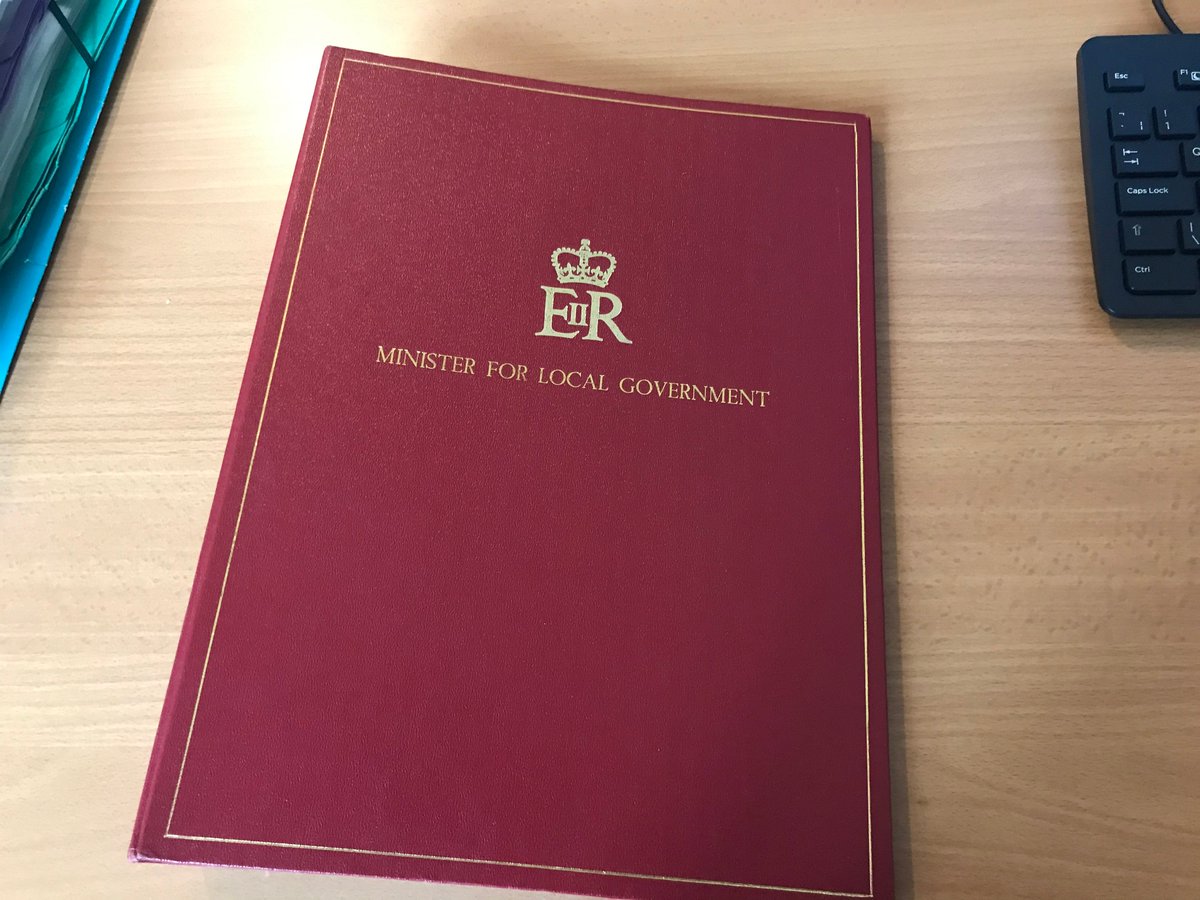 EIIR
MINISTER FOR LOCAL GOVERNMENT
Esc
F1
Caps Lock
Ctrl